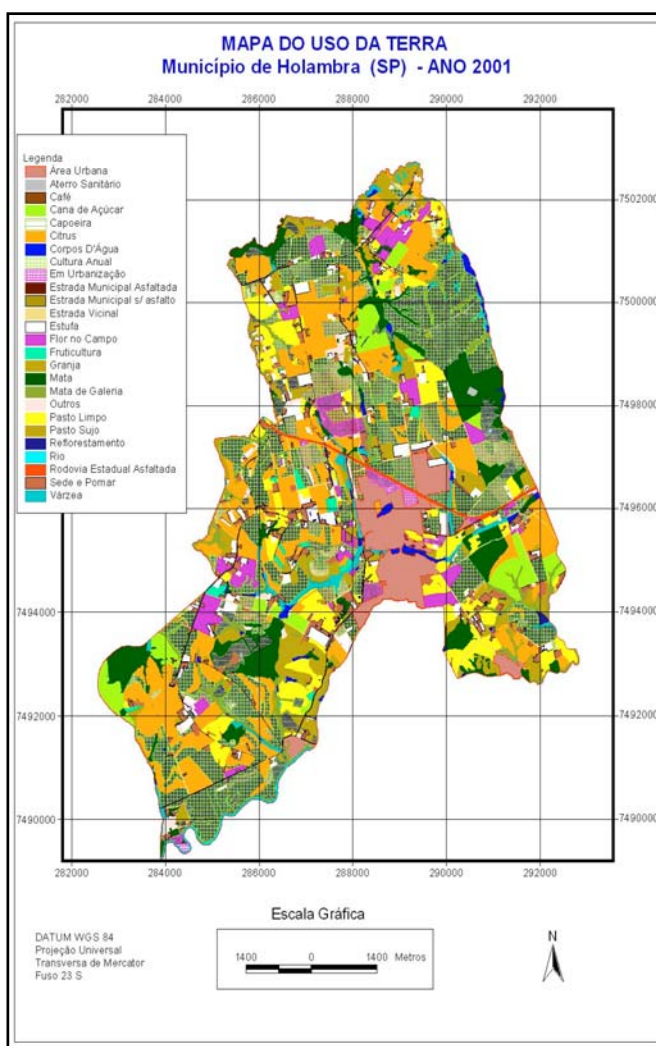 MAPA DO USO DA TERRA
Município de Holambra (SP) - ANO 2001
282000 284000 286000 288000 290000 292000
Legenda
Área Urbana
Aterro Sanitário
Café
Cana de Açúcar
Capoeira
Citrus
Corpos D'Água
Cultura Anual
Em Urbanização
Estrada Municipal Asfaltada
Estrada Municipal s/ asfalto
Estrada Vicinal
Estufa
Flor no Campo
Fruticultura
Granja
Mata
Mata de Galeria
Outros
Pasto Limpo
Pasto Sujo
Reflorestamento
Rio
Rodovia Estadual Asfaltada
Sede e Pomar
Várzea
7502000
7500000
7498000
7496000
7494000
7492000
7490000
7494000
7492000
7490000
282000 284000 286000 288000 290000 292000
Escala Gráfica
1400 0 1400 Metros
DATUM WGS 84
Projeção Universal
Transversa de Mercator
Fuso 23 S
N